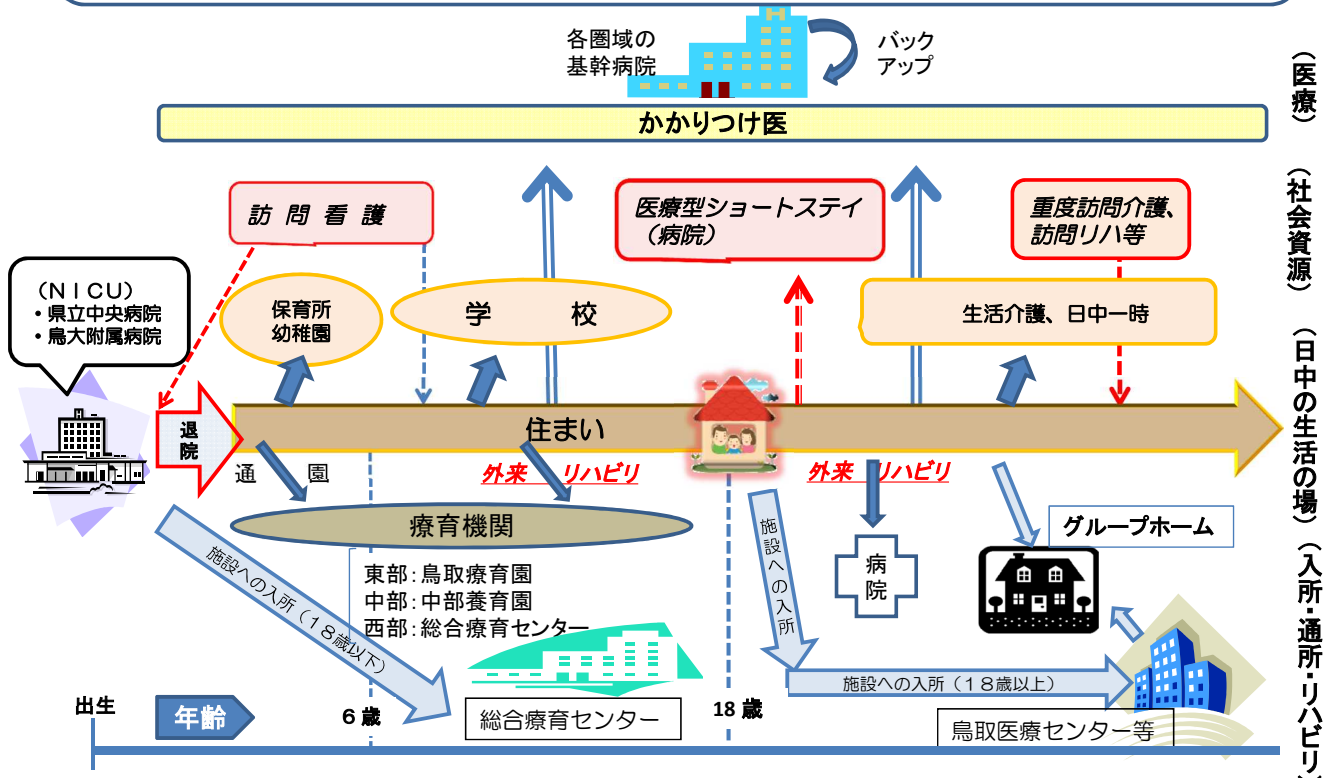 各圏域の
基幹病院
バック
アップ
(医療)
かかりつけ医
(社会資源)
訪問看護
医療型ショートステイ
(病院)
重度訪問介護、
訪問リハ等
(NICU)
・県立中央病院
・鳥大附属病院
保育所
幼稚園
学校
生活介護、日中一時
(日中の生活の場)
退院
住まい
通園
外来リハビリ
外来リハビリ
療育機関
施設への入所(18歳以下)
東部:鳥取療育園
中部:中部養育園
西部:総合療育センター
施設への入所
病院
グループホーム
(入所・通所・リハビリ
施設への入所(18歳以上)
出生
年齢
6歳
総合療育センター
18歳
鳥取医療センター等